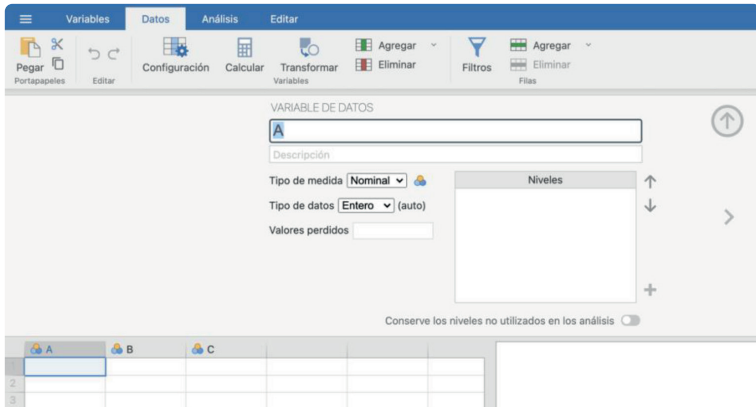 Variables Datos Análisis Editar
Pegar
Portapapeles
Editar
Configuración Calcular Transformar
Variables
Agregar
Eliminar
Filtros
Agregar
Eliminar
Filas
VARIABLE DE DATOS
A
Descripción
Tipo de medida Nominal
Tipo de datos Entero (auto)
Valores perdidos
Niveles
Conserve los niveles no utilizados en los análisis
A B C
1
2
3